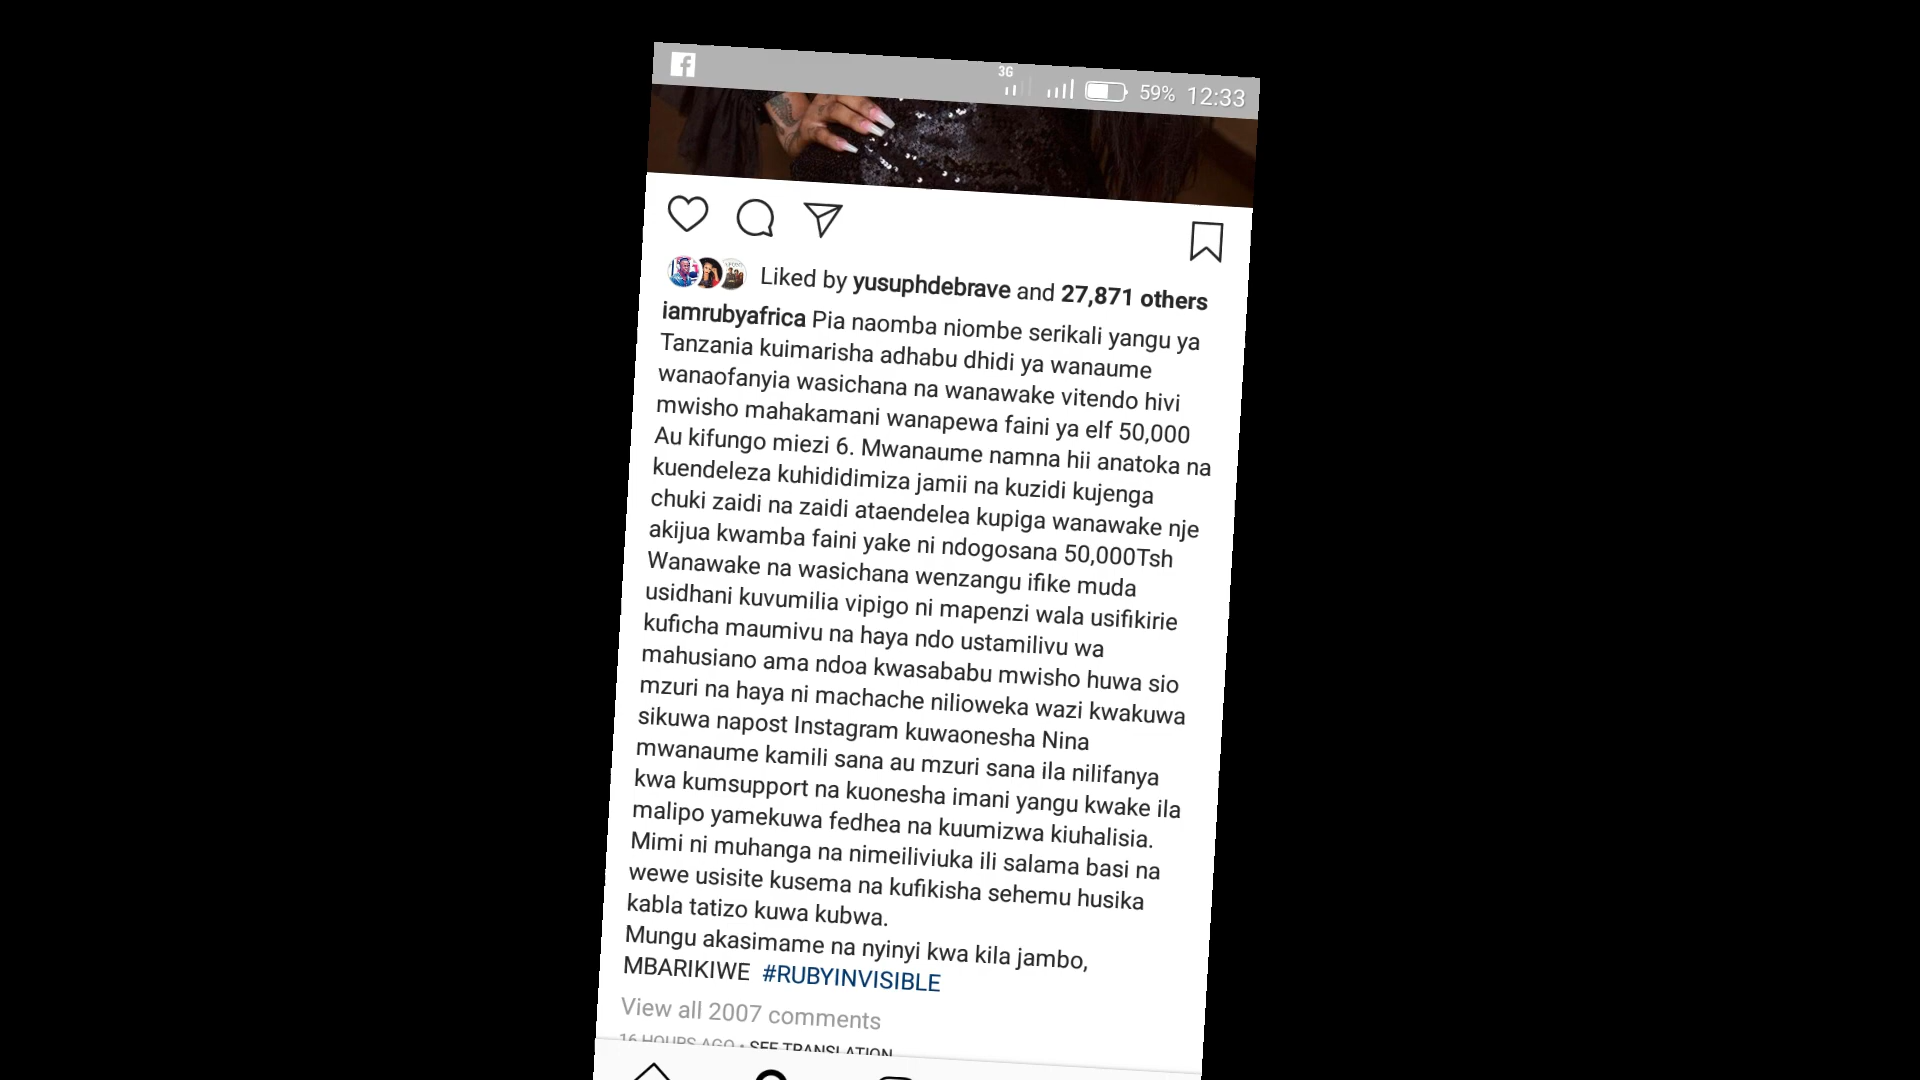 3G
59% 12:33
Liked by yusuphdebrave and 27,871 others
iamrubyafrica Pia naomba niombe serikali yangu ya
Tanzania kuimarisha adhabu dhidi ya wanaume
wanaofanyia wasichana na wanawake vitendo hivi
mwisho mahakamani wanapewa faini ya elf 50,000
Au kifungo miezi 6. Mwanaume namna hii anatoka na
kuendeleza kuhididimiza jamii na kuzidi kujenga
chuki zaidi na zaidi ataendelea kupiga wanawake nje
akijua kwamba faini yake ni ndogosana 50,000Tsh
Wanawake na wasichana wenzangu ifike muda
usidhani kuvumilia vipigo ni mapenzi wala usifikirie
kuficha maumivu na haya ndo ustamilivu wa
mahusiano ama ndoa kwasababu mwisho huwa sio
mzuri na haya ni machache nilioweka wazi kwakuwa
sikuwa napost Instagram kuwaonesha Nina
mwanaume kamili sana au mzuri sana ila nilifanya
kwa kumsupport na kuonesha imani yangu kwake ila
malipo yamekuwa fedhea na kuumizwa kiuhalisia.
Mimi ni muhanga na nimeiliviuka ili salama basi na
wewe usisite kusema na kufikisha sehemu husika
kabla tatizo kuwa kubwa.
Mungu akasimame na nyinyi kwa kila jambo,
MBARIKIWE #RUBYINVISIBLE
View all 2007 comments
16 HOURS AGO • SEE TRANSLATION